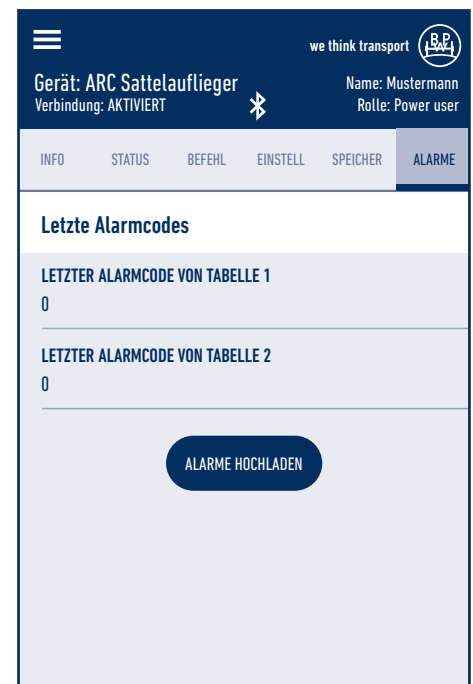 we think transport
BPW
Gerät: ARC Sattelauflieger
Name: Mustermann
Verbindung: AKTIVIERT
Rolle: Power user
INFO STATUS BEFEHL EINSTELL SPEICHER ALARME
Letzte Alarmcodes
LETZTER ALARMCODE VON TABELLE 1
0
LETZTER ALARMCODE VON TABELLE 2
0
ALARME HOCHLADEN